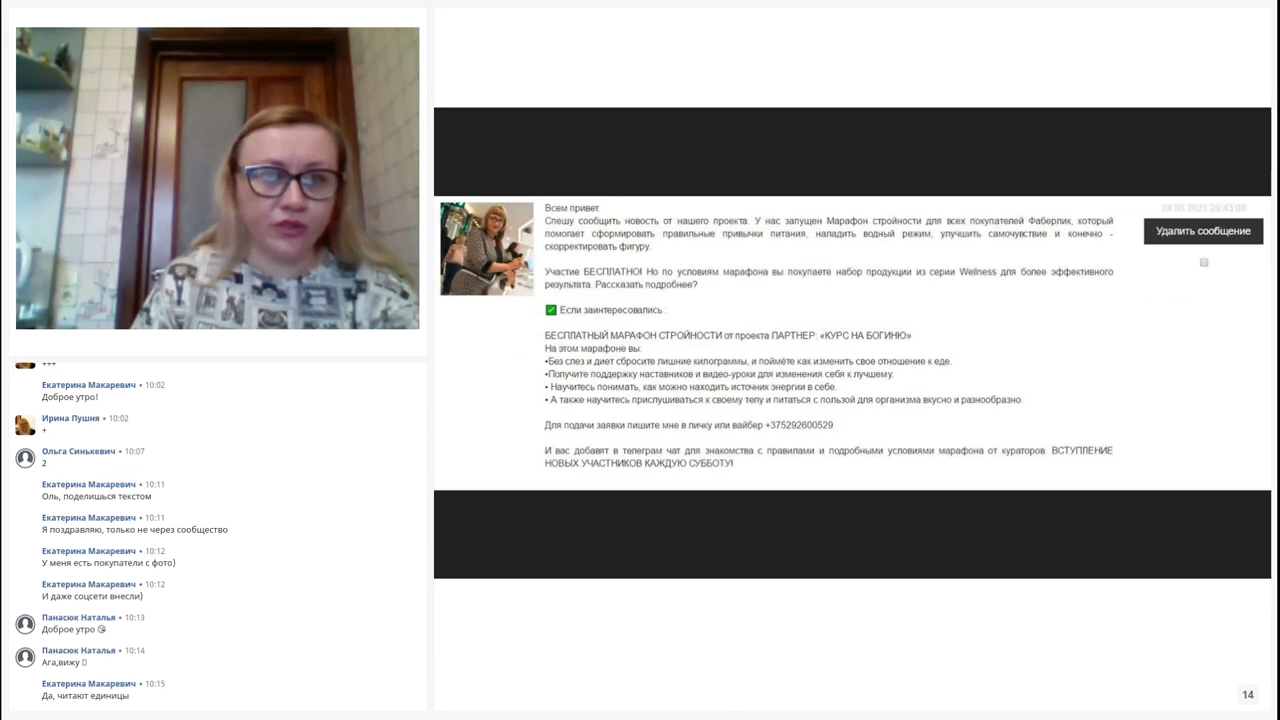 +++
Екатерина Макаревич • 10:02
Доброе утро!
Ирина Пушня • 10:02
+
Ольга Синькевич • 10:07
2
Екатерина Макаревич • 10:11
Оль, поделишься текстом
Екатерина Макаревич • 10:11
Я поздравляю, только не через сообщество
Екатерина Макаревич • 10:12
У меня есть покупатели с фото)
Екатерина Макаревич • 10:12
И даже соцсети внесли)
Панасюк Наталья • 10:13
Доброе утро 😘
Панасюк Наталья • 10:14
Ага,вижу
Екатерина Макаревич • 10:15
Да, читают единицы
Всем привет.
Спешу сообщить новость от нашего проекта. У нас запущен Марафон стройности для всех покупателей Фаберлик, который
помогает сформировать правильные привычки питания, наладить водный режим, улучшить самочувствие и конечно -
скорректировать фигуру.
Участие БЕСПЛАТНО! Но по условиям марафона вы покупаете набор продукции из серии Wellness для более эффективного
результата. Рассказать подробнее?
✅ Если заинтересовались :
БЕСПЛАТНЫЙ МАРАФОН СТРОЙНОСТИ от проекта ПАРТНЕР: «КУРС НА БОГИНЮ»
На этом марафоне вы:
•Без слез и диет сбросите лишние килограммы, и поймёте как изменить свое отношение к еде.
•Получите поддержку наставников и видео-уроки для изменения себя к лучшему.
• Научитесь понимать, как можно находить источник энергии в себе.
• А также научитесь прислушиваться к своему телу и питаться с пользой для организма вкусно и разнообразно.
Для подачи заявки пишите мне в личку или вайбер +375292600529
И вас добавят в телеграм чат для знакомства с правилами и подробными условиями марафона от кураторов. ВСТУПЛЕНИЕ
НОВЫХ УЧАСТНИКОВ КАЖДУЮ СУББОТУ!
24.05.2021 20:43:08
Удалить сообщение
14